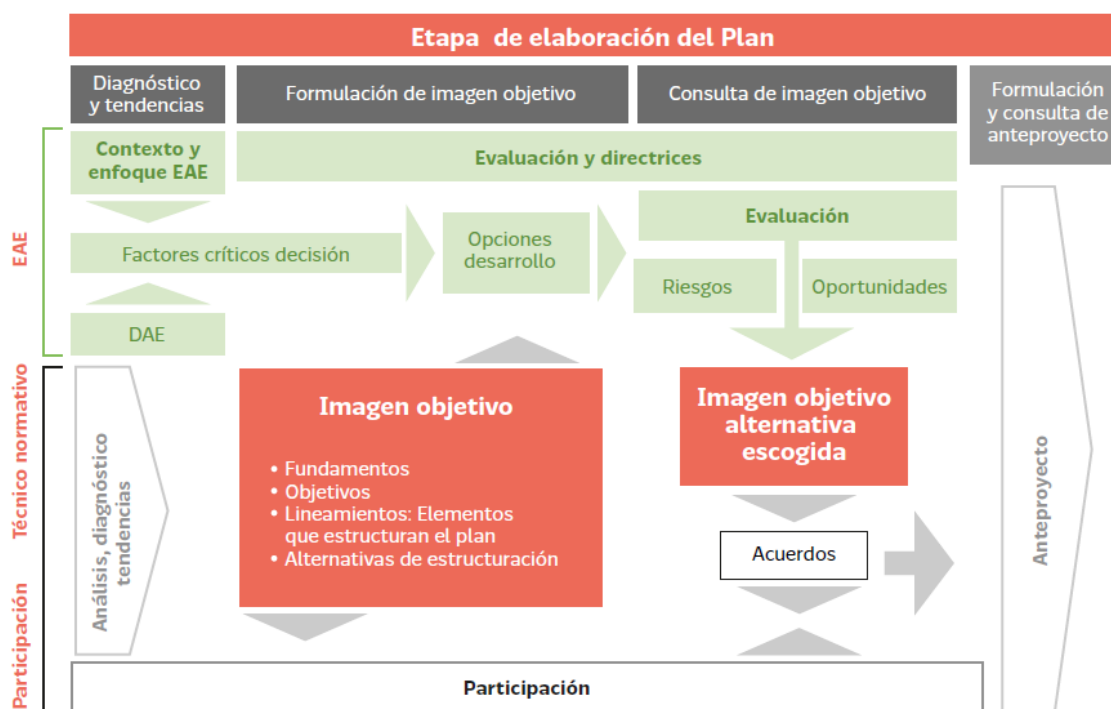 Etapa de elaboración del Plan
Diagnóstico
y tendencias
Formulación de imagen objetivo
Consulta de imagen objetivo
Formulación
y consulta de
anteproyecto
EAE
Contexto y
enfoque EAE
Evaluación y directrices
Factores críticos decisión
DAE
Opciones
desarrollo
Evaluación
Riesgos
Oportunidades
Técnico normativo
Análisis, diagnóstico
tendencias
Imagen objetivo
• Fundamentos
• Objetivos
• Lineamientos: Elementos
que estructuran el plan
• Alternativas de estructuración
Imagen objetivo
alternativa
escogida
Acuerdos
Anteproyecto
Participación
Participación